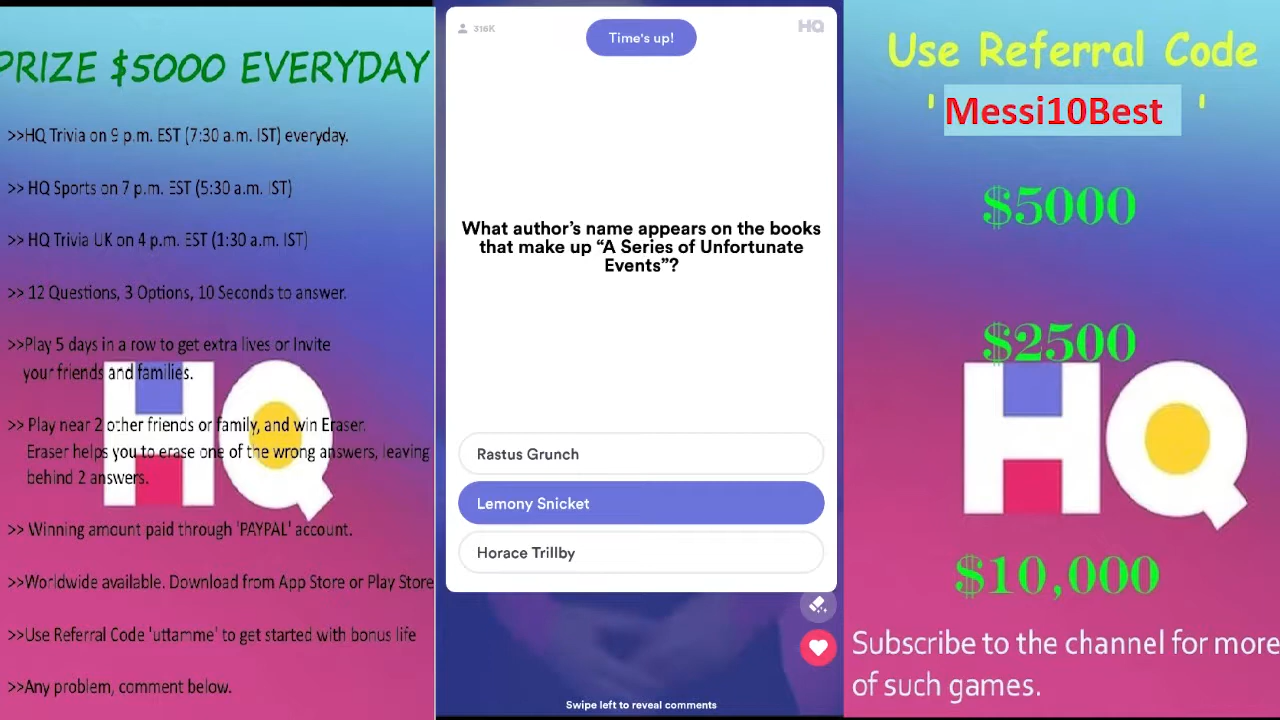 PRIZE $5000 EVERYDAY
>>HQ Trivia on 9 p.m. EST (7:30 a.m. IST) everyday.
>> HQ Sports on 7 p.m. EST (5:30 a.m. IST)
>> HQ Trivia UK on 4 p.m. EST (1:30 a.m. IST)
>> 12 Questions, 3 Options, 10 Seconds to answer.
>>Play 5 days in a row to get extra lives or Invite
your friends and families.
>> Play near 2 other friends or family, and win Eraser.
Eraser helps you to erase one of the wrong answers, leaving
behind 2 answers.
>> Winning amount paid through 'PAYPAL' account.
>>Worldwide available. Download from App Store or Play Store
>>Use Referral Code 'uttamme' to get started with bonus life
>>Any problem, comment below.
HQ
316K
Time's up!
HQ
What author's name appears on the books
that make up “A Series of Unfortunate
Events”?
Rastus Grunch
Lemony Snicket
Horace Trillby
Swipe left to reveal comments
Use Referral Code
' Messi10Best '
$5000
$2500
HQ
$10,000
Subscribe to the channel for more
of such games.